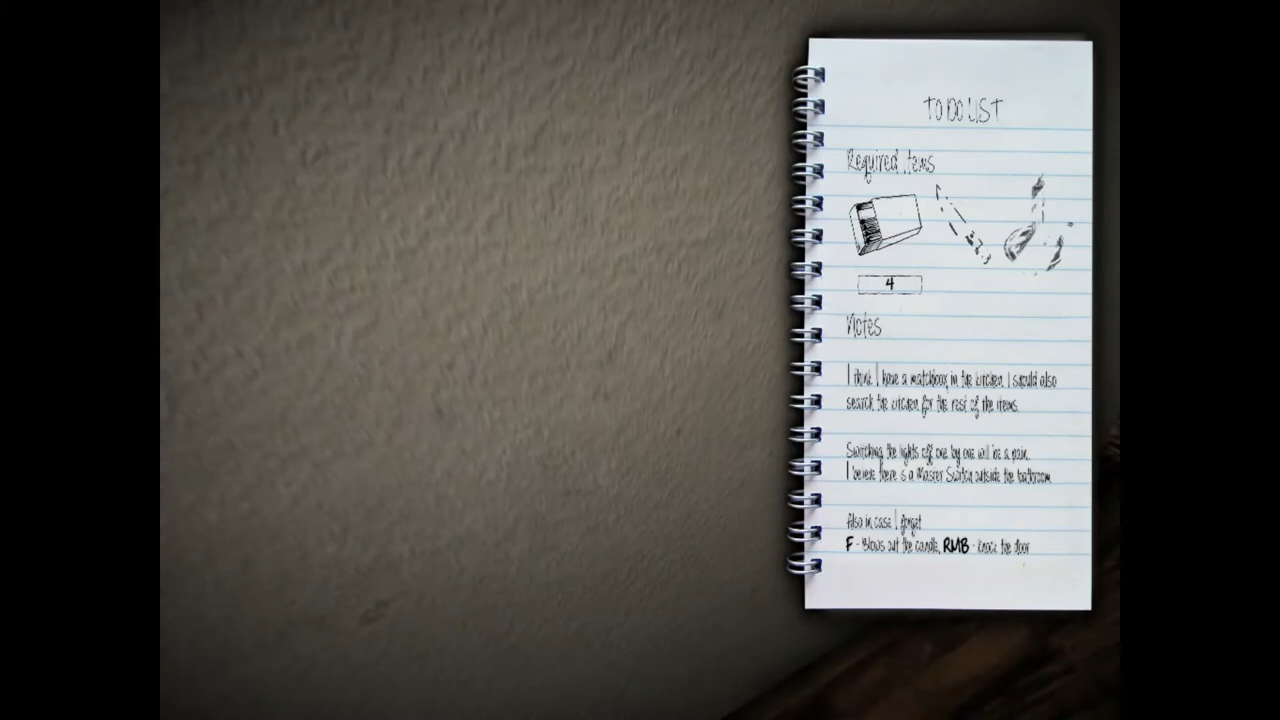 TO DO LIST
Required Items
4
Notes
I think I have a matchbox in the kitchen. I should also
search the kitchen for the rest of the items.
Switching the lights off one by one will be a pain.
I believe there is a Master Switch outside the bathroom
Also in case I forget
F - Blows out the candle, RMB - Knock the door